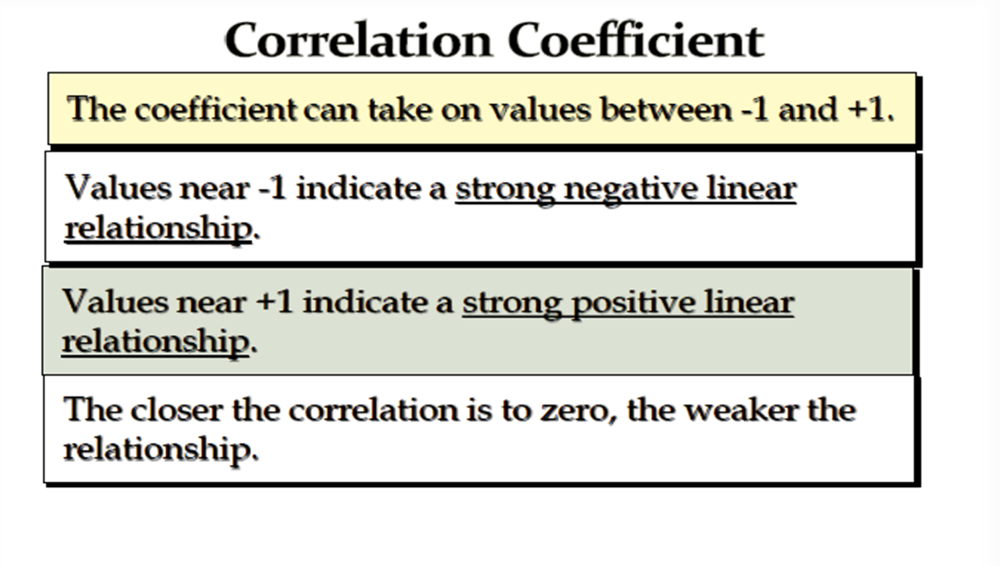 Correlation Coefficient
The coefficient can take on values between -1 and +1.
Values near -1 indicate a strong negative linear
relationship.
Values near +1 indicate a strong positive linear
relationship.
The closer the correlation is to zero, the weaker the
relationship.